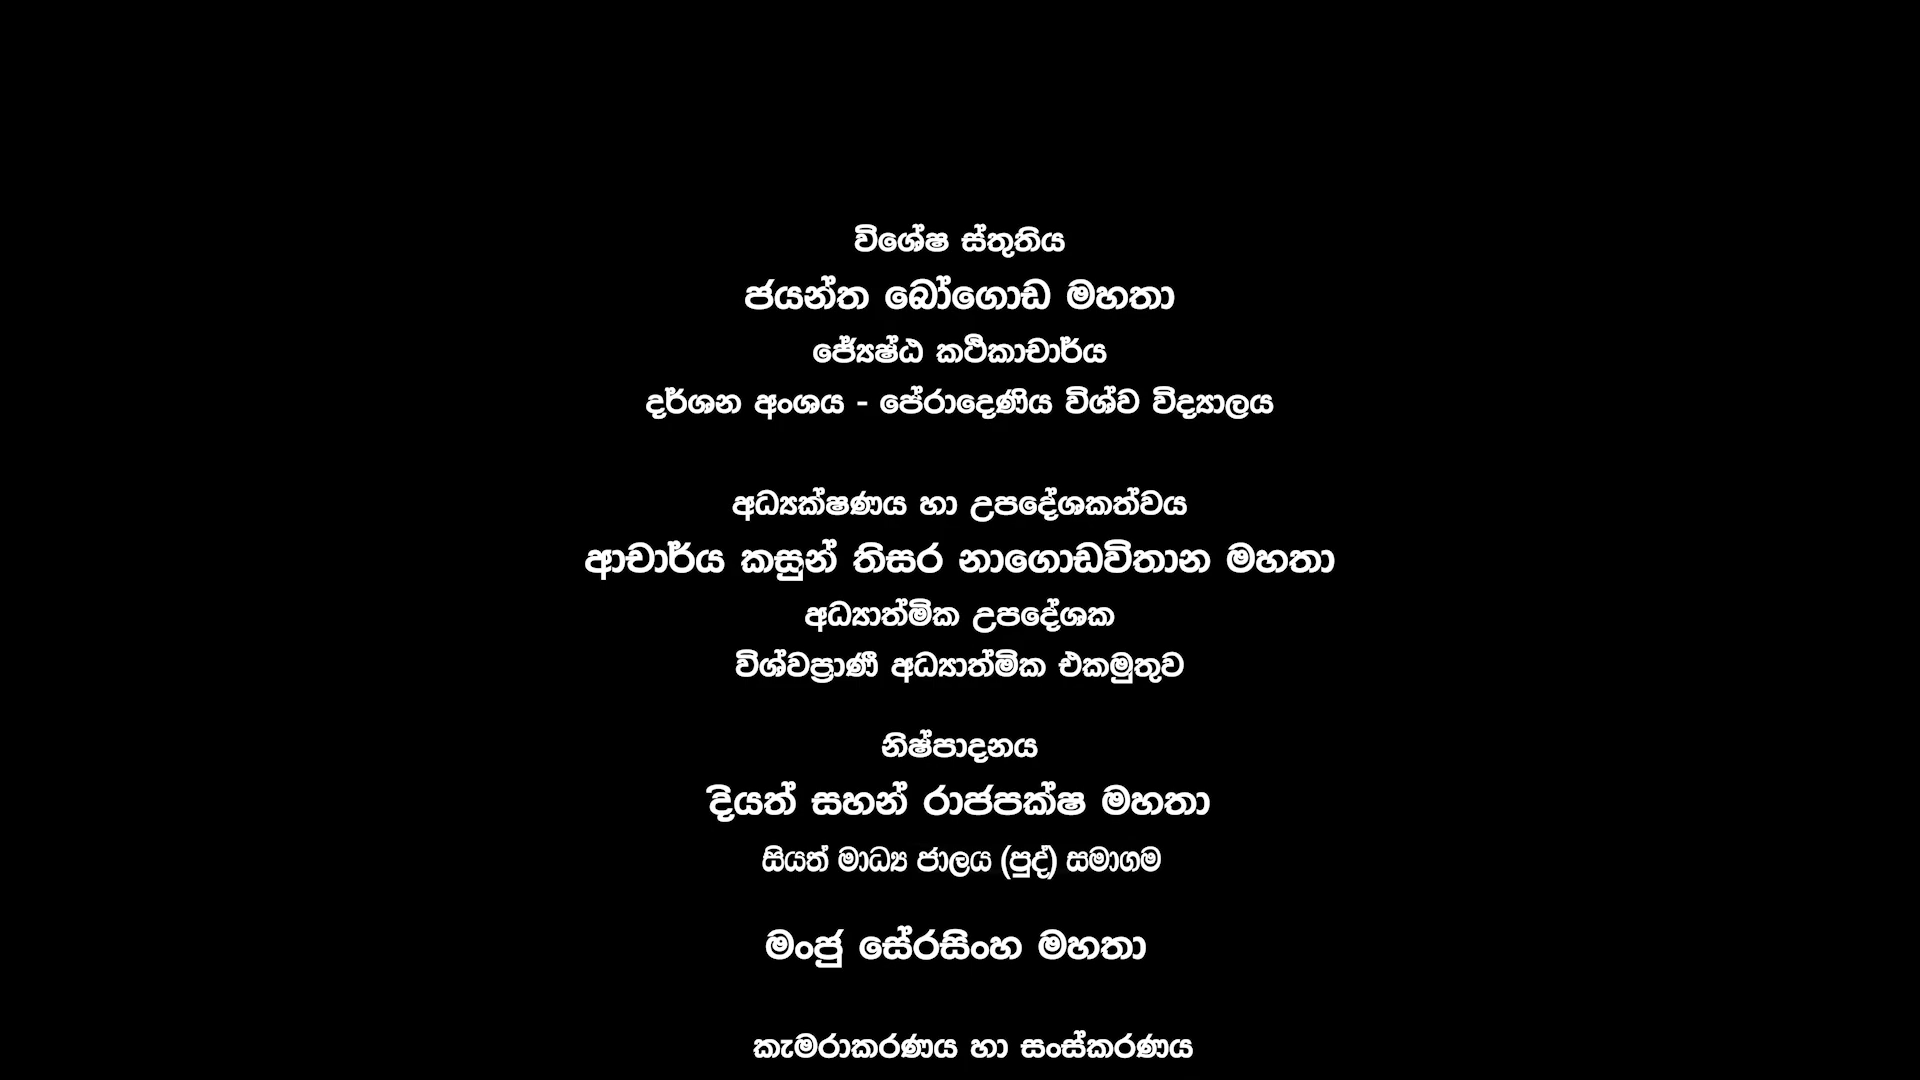 විශේෂ ස්තුතිය
ජයන්ත බෝගොඩ මහතා
ජ්‍යේෂ්ඨ කථිකාචාර්ය
දර්ශන අංශය - පේරාදෙණිය විශ්ව විද්‍යාලය
අධ්‍යක්ෂණය හා උපදේශකත්වය
ආචාර්ය කසුන් තිසර නාගොඩවිතාන මහතා
අධ්‍යාත්මික උපදේශක
විශ්වප්‍රාණී අධ්‍යාත්මික එකමුතුව
නිෂ්පාදනය
දියත් සහන් රාජපක්ෂ මහතා
සියත් මාධ්‍ය ජාලය (පුද්) සමාගම
මංජු සේරසිංහ මහතා
කැමරාකරණය හා සංස්කරණය